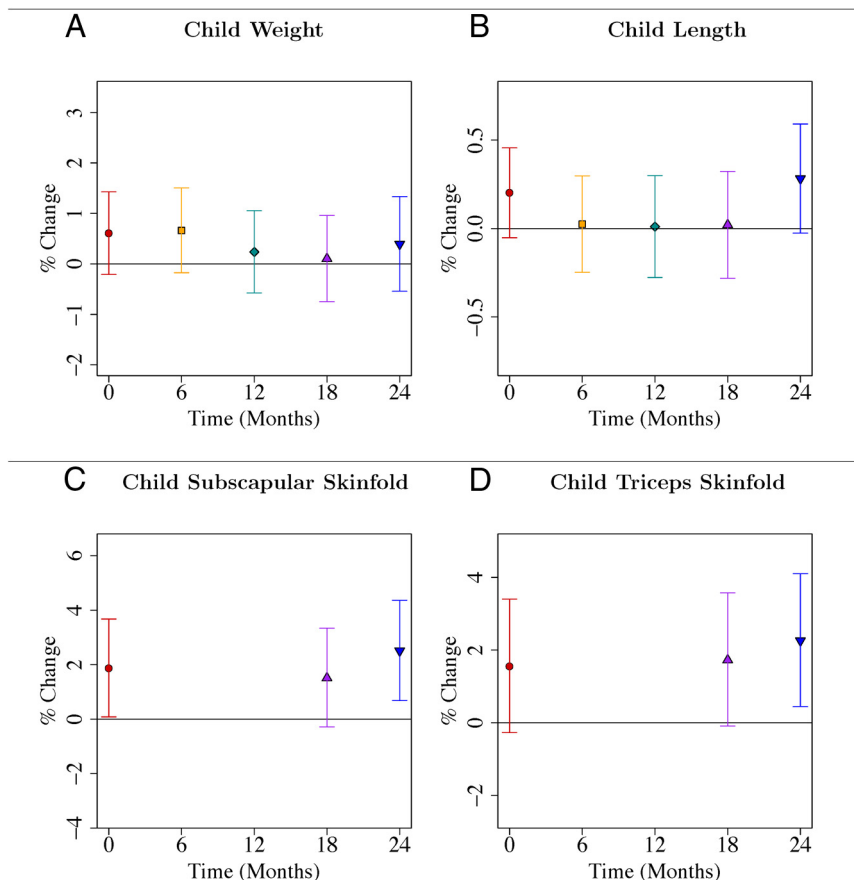 A Child Weight
% Change
3
2
1
0
−1
−2
0 6 12 18 24
Time (Months)
B Child Length
% Change
0.5
0.0
−0.5
0 6 12 18 24
Time (Months)
C Child Subscapular Skinfold
% Change
6
4
2
0
−2
−4
0 6 12 18 24
Time (Months)
D Child Triceps Skinfold
% Change
4
2
0
−2
0 6 12 18 24
Time (Months)